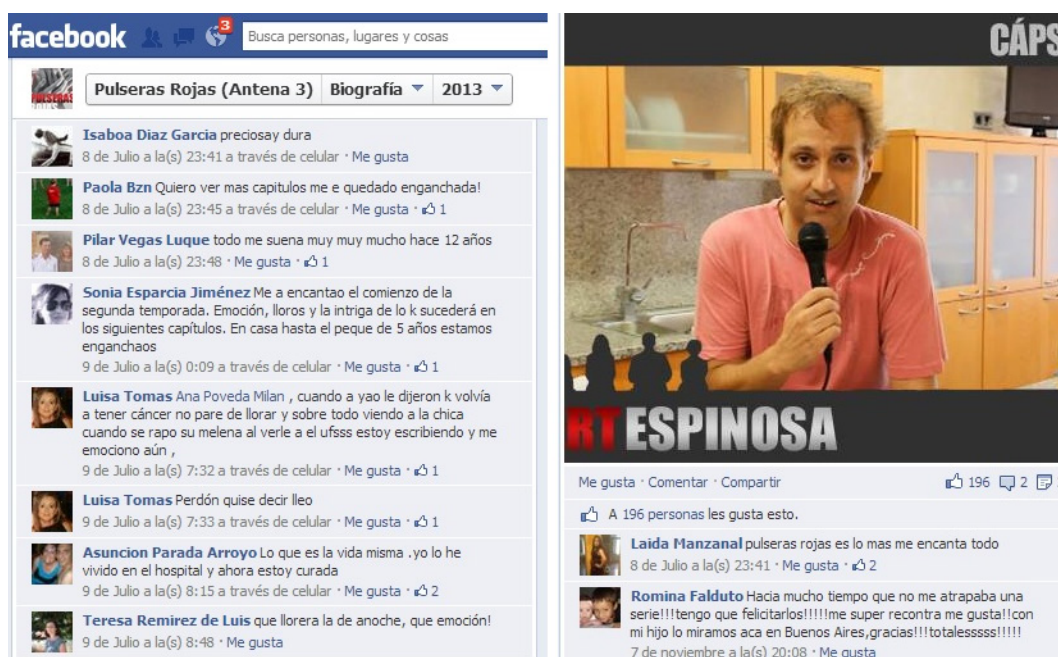 facebook
3
Busca personas, lugares y cosas
Pulseras Rojas (Antena 3) Biografía 2013
Isaboa Diaz Garcia preciosay dura
8 de Julio a la(s) 23:41 a través de celular · Me gusta
Paola Bzn Quiero ver mas capitulos me e quedado enganchada!
8 de Julio a la(s) 23:45 a través de celular · Me gusta · 1
Pilar Vegas Luque todo me suena muy muy mucho hace 12 años
8 de Julio a la(s) 23:48 · Me gusta · 1
Sonia Esparcia Jiménez Me a encantao el comienzo de la
segunda temporada. Emoción, lloros y la intriga de lo k sucederá en
los siguientes capítulos. En casa hasta el peque de 5 años estamos
enganchaos
9 de Julio a la(s) 0:09 a través de celular · Me gusta · 1
Luisa Tomas Ana Poveda Milan , cuando a yao le dijeron k volvía
a tener cáncer no pare de llorar y sobre todo viendo a la chica
cuando se rapo su melena al verle a el ufsss estoy escribiendo y me
emociono aún ,
9 de Julio a la(s) 7:32 a través de celular · Me gusta · 1
Luisa Tomas Perdón quise decir lleo
9 de Julio a la(s) 7:33 a través de celular · Me gusta · 1
Asuncion Parada Arroyo Lo que es la vida misma .yo lo he
vivido en el hospital y ahora estoy curada
9 de Julio a la(s) 8:15 a través de celular · Me gusta · 2
Teresa Remirez de Luis que llorera la de anoche, que emoción!
9 de Julio a la(s) 8:48 · Me gusta
CÁPS
RT ESPINOSA
Me gusta · Comentar · Compartir 196 2
A 196 personas les gusta esto.
Laida Manzanal pulseras rojas es lo mas me encanta todo
8 de Julio a la(s) 23:41 · Me gusta · 2
Romina Falduto Hacia mucho tiempo que no me atrapaba una
serie!!!tengo que felicitarlos!!!!!me super recontra me gusta!!con
mi hijo lo miramos aca en Buenos Aires,gracias!!!totalesssss!!!!!
7 de noviembre a la(s) 20:08 · Me gusta